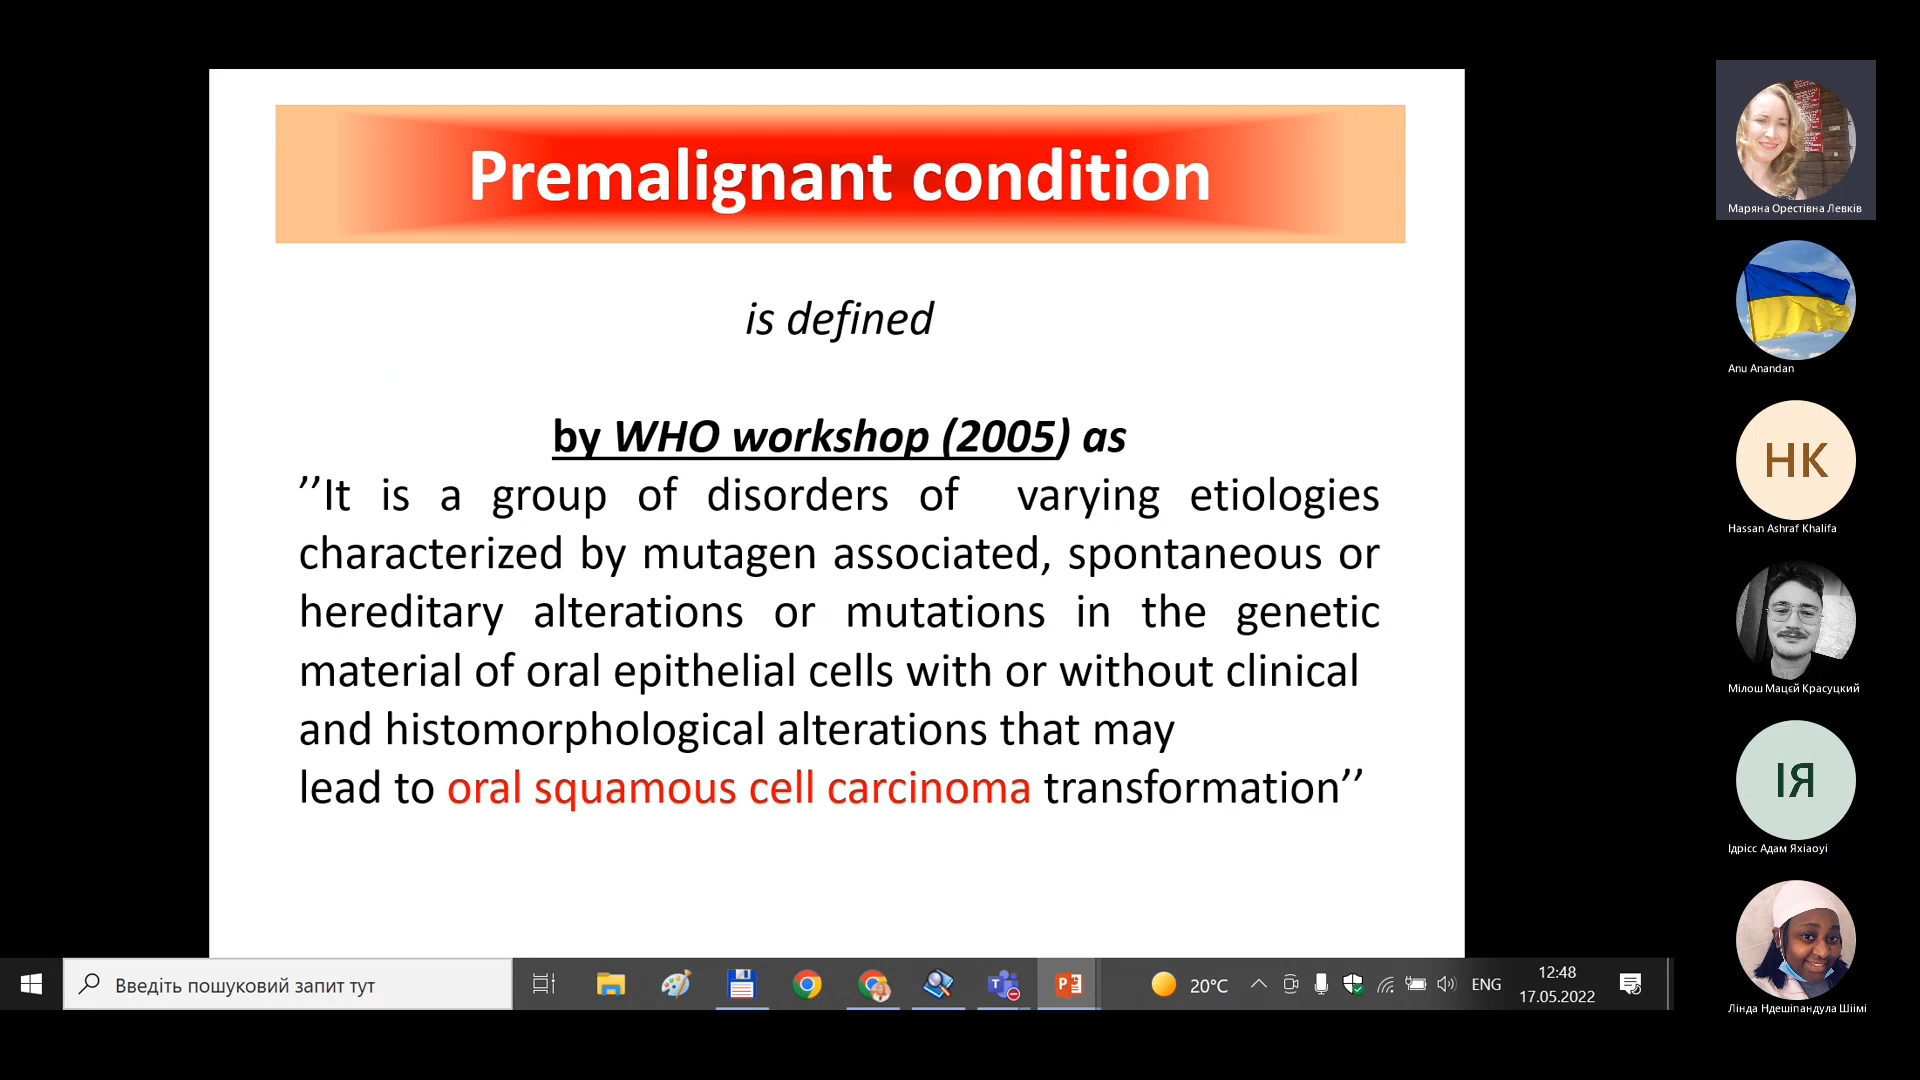 Premalignant condition
is defined
by WHO workshop (2005) as
’’It is a group of disorders of varying etiologies
characterized by mutagen associated, spontaneous or
hereditary alterations or mutations in the genetic
material of oral epithelial cells with or without clinical
and histomorphological alterations that may
lead to oral squamous cell carcinoma transformation’’
Маряна Орестівна Левків
Anu Anandan
НК
Hassan Ashraf Khalifa
Мілош Мацєй Красуцкий
ІЯ
Ідрісс Адам Яхіаоуі
Лінда Ндешіпандула Шіімі
Введіть пошуковий запит тут
20°C
ENG
12:48
17.05.2022